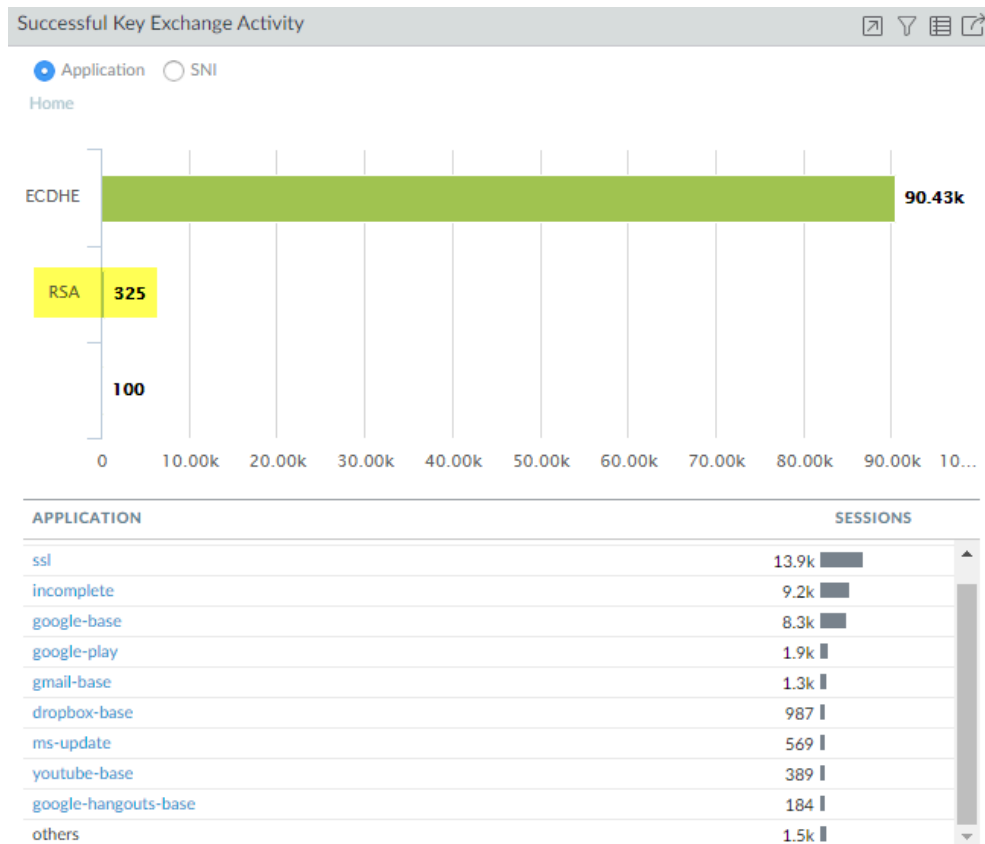 Successful Key Exchange Activity
Application SNI
Home
ECDHE 90.43k
RSA 325
100
0 10.00k 20.00k 30.00k 40.00k 50.00k 60.00k 70.00k 80.00k 90.00k 10...
APPLICATION SESSIONS
ssl 13.9k
incomplete 9.2k
google-base 8.3k
google-play 1.9k
gmail-base 1.3k
dropbox-base 987
ms-update 569
youtube-base 389
google-hangouts-base 184
others 1.5k